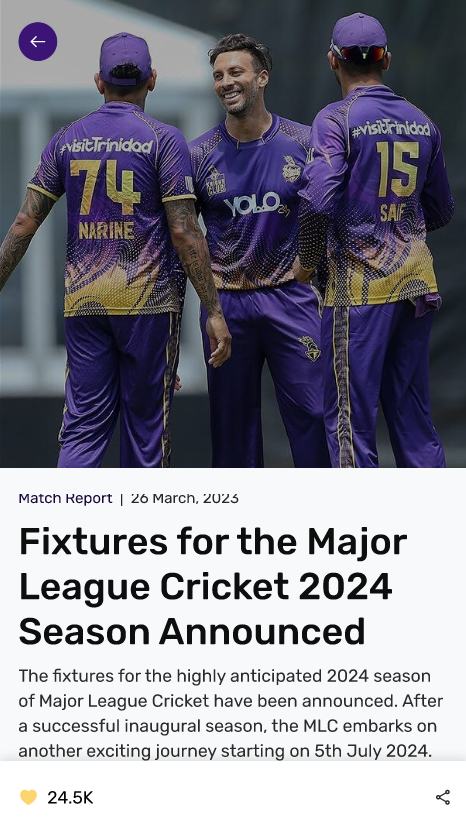 #visitTrinidad
74
NARINE
YOLO
#visitTrinidad
15
SAIF
Match Report | 26 March, 2023
Fixtures for the Major
League Cricket 2024
Season Announced
The fixtures for the highly anticipated 2024 season
of Major League Cricket have been announced. After
a successful inaugural season, the MLC embarks on
another exciting journey starting on 5th July 2024.
24.5K